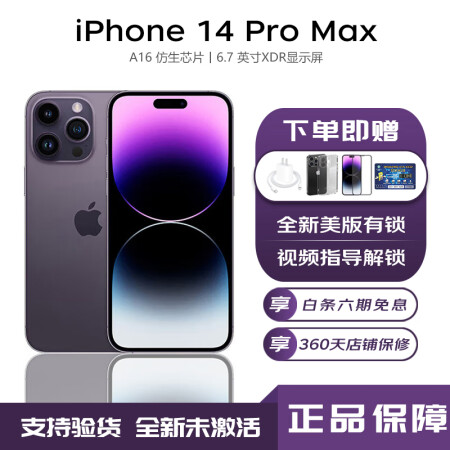 iPhone 14 Pro Max
A16 仿生芯片 | 6.7 英寸XDR显示屏
下单即赠
全新美版有锁
视频指导解锁
享 白条六期免息
享 360天店铺保修
支持验货 全新未激活 正品保障